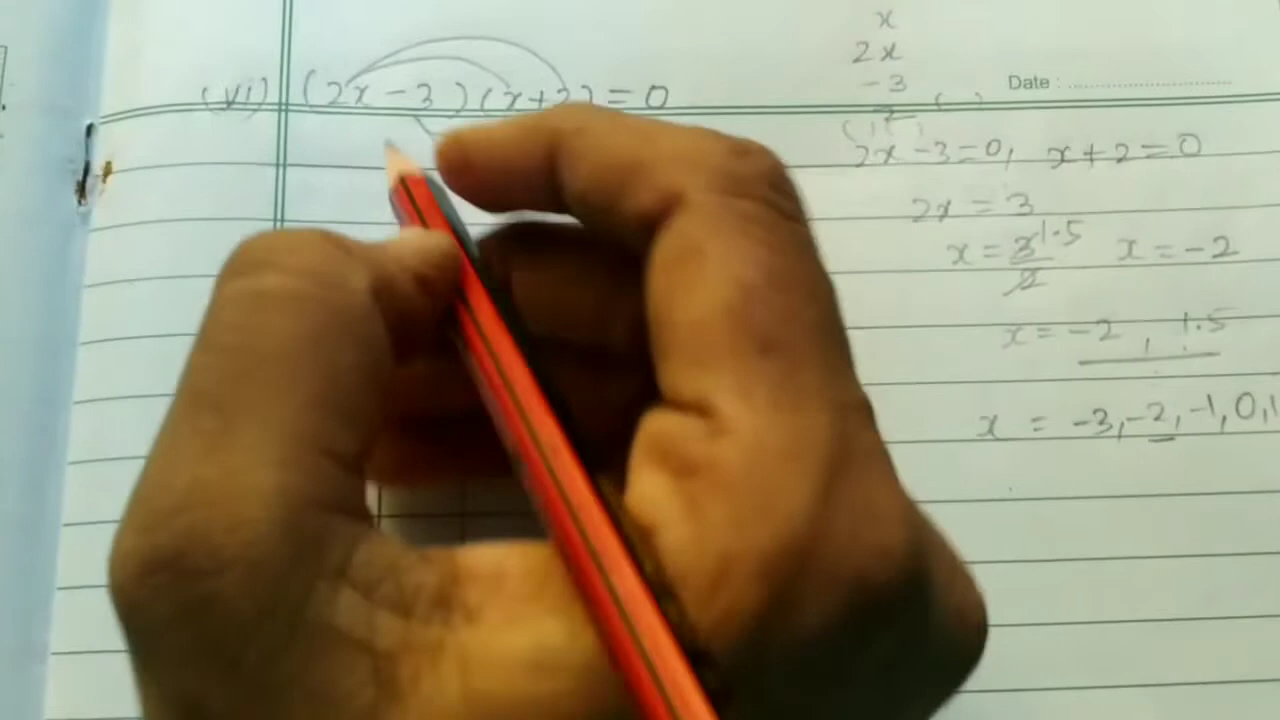 x
2x
-3
Date :
(vi) (2x - 3)(x+2) = 0
2x - 3 = 0, x + 2 = 0
2x = 3
x = 3 1.5 x = -2
2
x = -2, 1.5
x = -3, -2, -1, 0, 1